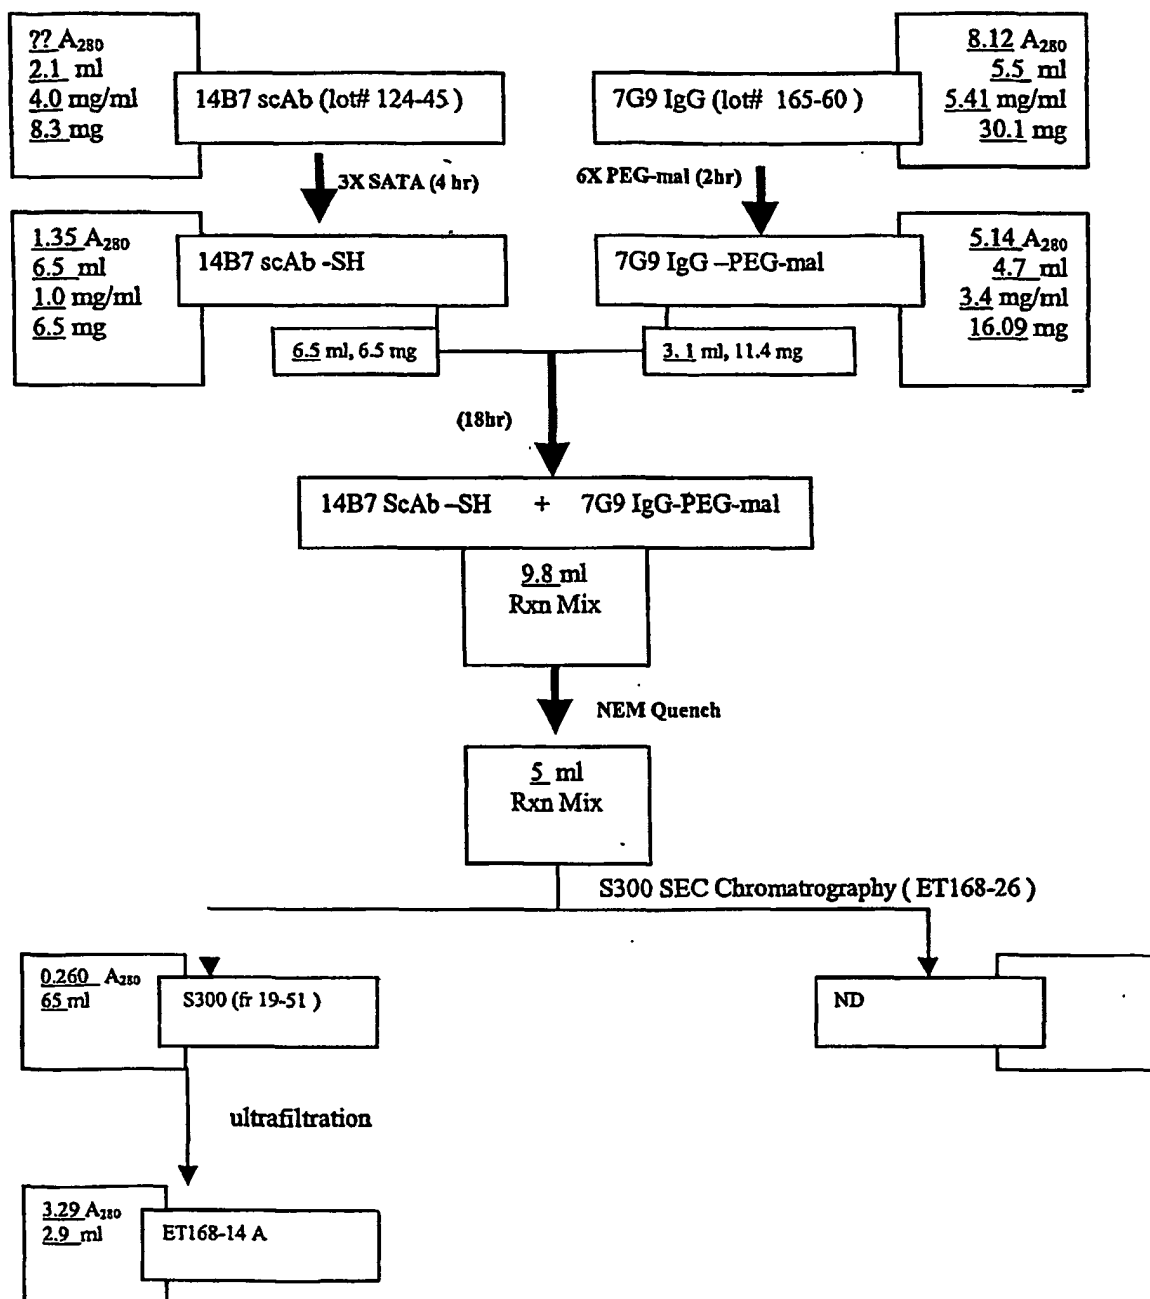 ?? A280
2.1 ml
4.0 mg/ml
8.3 mg
14B7 scAb (lot# 124-45 )
7G9 IgG (lot# 165-60 )
8.12 A280
5.5 ml
5.41 mg/ml
30.1 mg
3X SATA (4 hr)
6X PEG-mal (2hr)
1.35 A280
6.5 ml
1.0 mg/ml
6.5 mg
14B7 scAb -SH
7G9 IgG –PEG-mal
5.14 A280
4.7 ml
3.4 mg/ml
16.09 mg
6.5 ml, 6.5 mg
3. 1 ml, 11.4 mg
(18hr)
14B7 ScAb –SH + 7G9 IgG-PEG-mal
9.8 ml
Rxn Mix
NEM Quench
5 ml
Rxn Mix
S300 SEC Chromatrography ( ET168-26 )
0.260 A280
65 ml
S300 (fr 19-51 )
ND
ultrafiltration
3.29 A280
2.9 ml
ET168-14 A